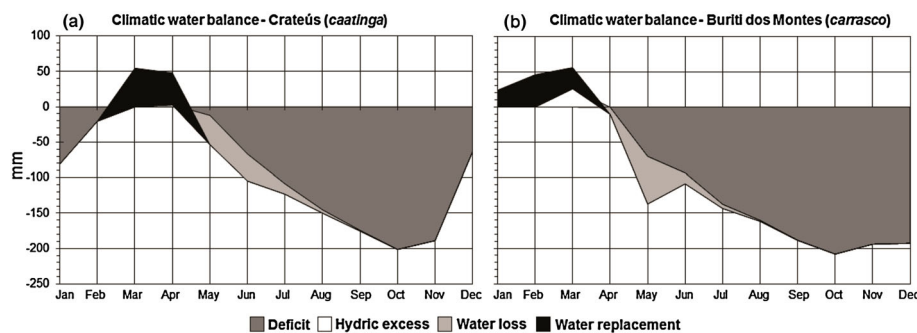 (a) Climatic water balance - Crateús (caatinga)
(b) Climatic water balance - Buriti dos Montes (carrasco)
100
50
0
-50
-100
-150
-200
-250
mm
Jan Feb Mar Apr May Jun Jul Aug Sep Oct Nov Dec
Jan Feb Mar Apr May Jun Jul Aug Sep Oct Nov Dec
Deficit Hydric excess Water loss Water replacement